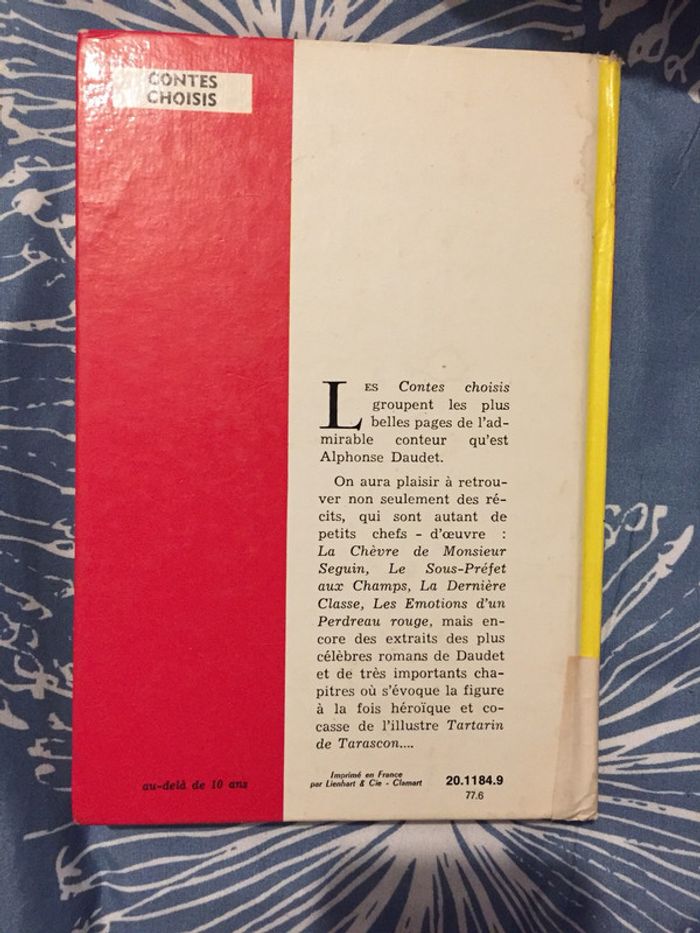 CONTES
CHOISIS
LES Contes choisis
groupent les plus
belles pages de l'ad-
mirable conteur qu'est
Alphonse Daudet.
On aura plaisir à retrou-
ver non seulement des ré-
cits, qui sont autant de
petits chefs - d'œuvre :
La Chèvre de Monsieur
Seguin, Le Sous-Préfet
aux Champs, La Dernière
Classe, Les Emotions d'un
Perdreau rouge, mais en-
core des extraits des plus
célèbres romans de Daudet
et de très importants cha-
pitres où s'évoque la figure
à la fois héroïque et co-
casse de l'illustre Tartarin
de Tarascon....
au-delà de 10 ans
Imprimé en France
par Lienhart & Cie - Clamart
20.1184.9
77.6